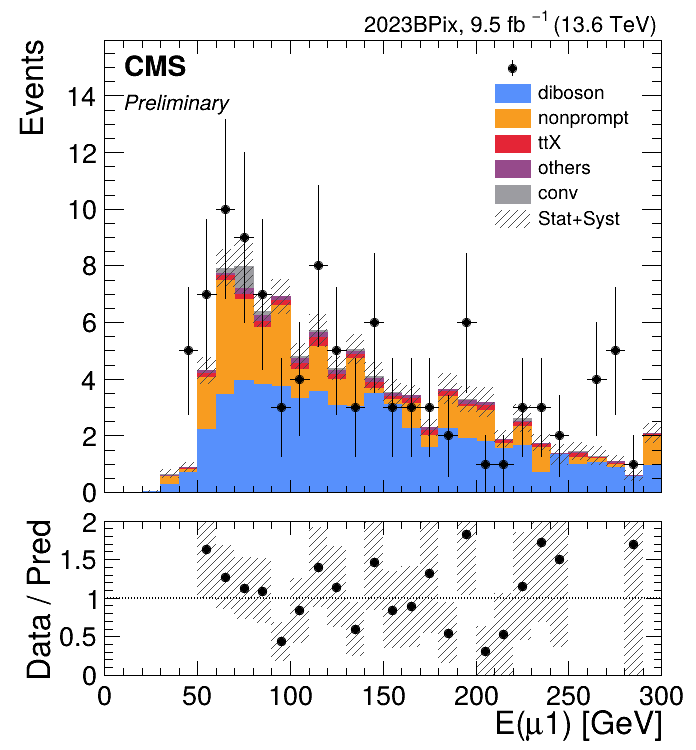 2023BPix, 9.5 fb⁻¹ (13.6 TeV)
CMS
Preliminary
Events
diboson
nonprompt
ttX
others
conv
Stat+Syst
14
12
10
8
6
4
2
0
Data / Pred
2
1.5
1
0.5
0
0 50 100 150 200 250 300
E(μ1) [GeV]